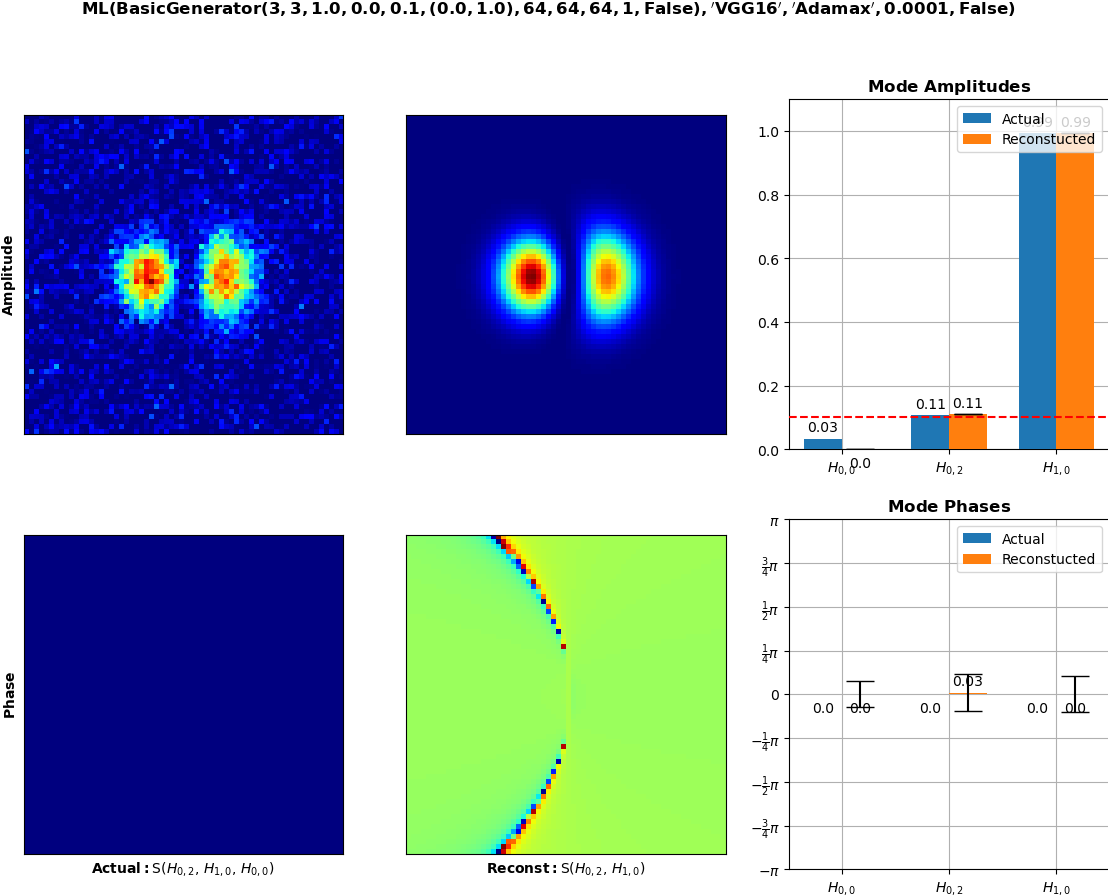 ML(BasicGenerator(3, 3, 1.0, 0.0, 0.1, (0.0, 1.0), 64, 64, 64, 1, False), ′VGG16′, ′Adamax′, 0.0001, False)
Amplitude
Mode Amplitudes
Actual
Reconstucted
0.99
0.99
1.0
0.8
0.6
0.4
0.2
0.0
0.03
0.0
0.11
0.11
H0,0
H0,2
H1,0
Phase
Actual: S(H0,2, H1,0, H0,0)
Reconst: S(H0,2, H1,0)
Mode Phases
Actual
Reconstucted
π
3/4π
1/2π
1/4π
0
−1/4π
−1/2π
−3/4π
−π
0.0
0.0
0.0
0.03
0.0
0.0
H0,0
H0,2
H1,0